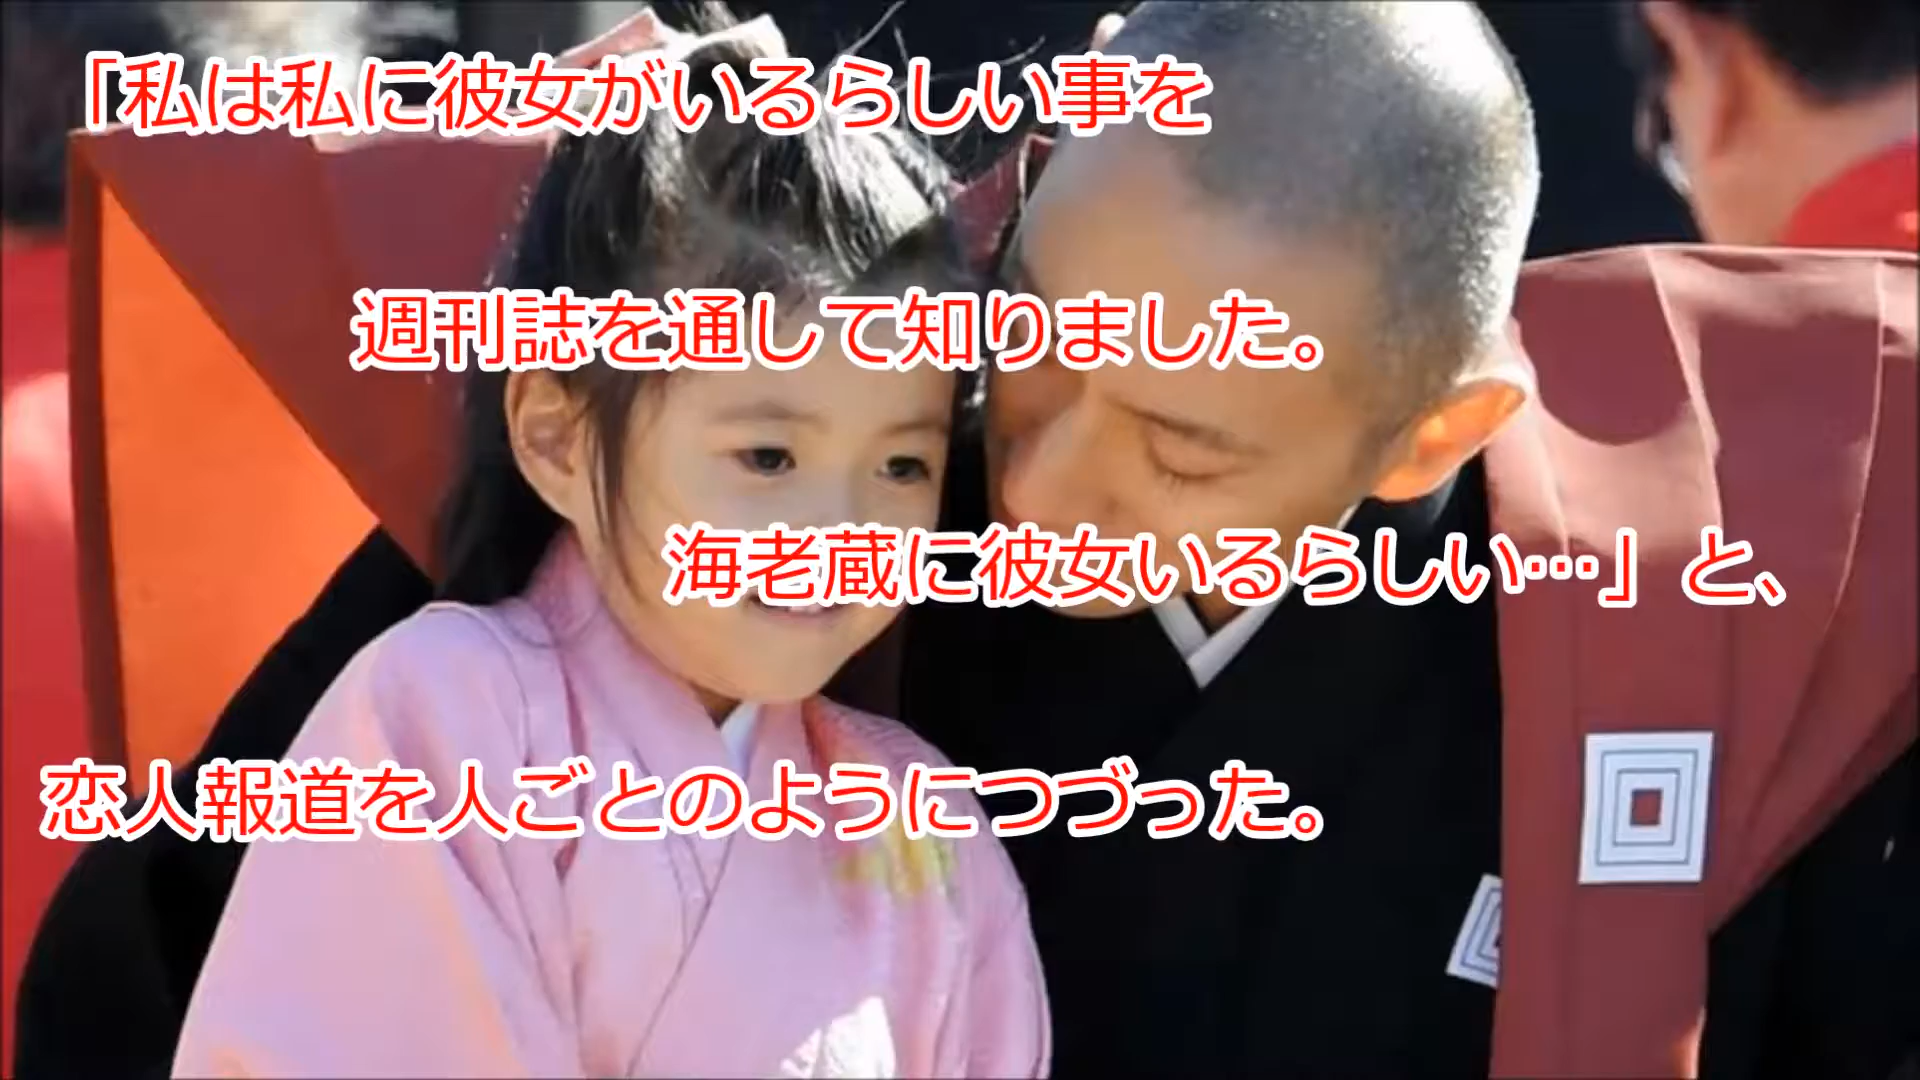 「私は私に彼女がいるらしい事を
週刊誌を通して知りました。
海老蔵に彼女いるらしい…」と、
恋人報道を人ごとのようにつづった。